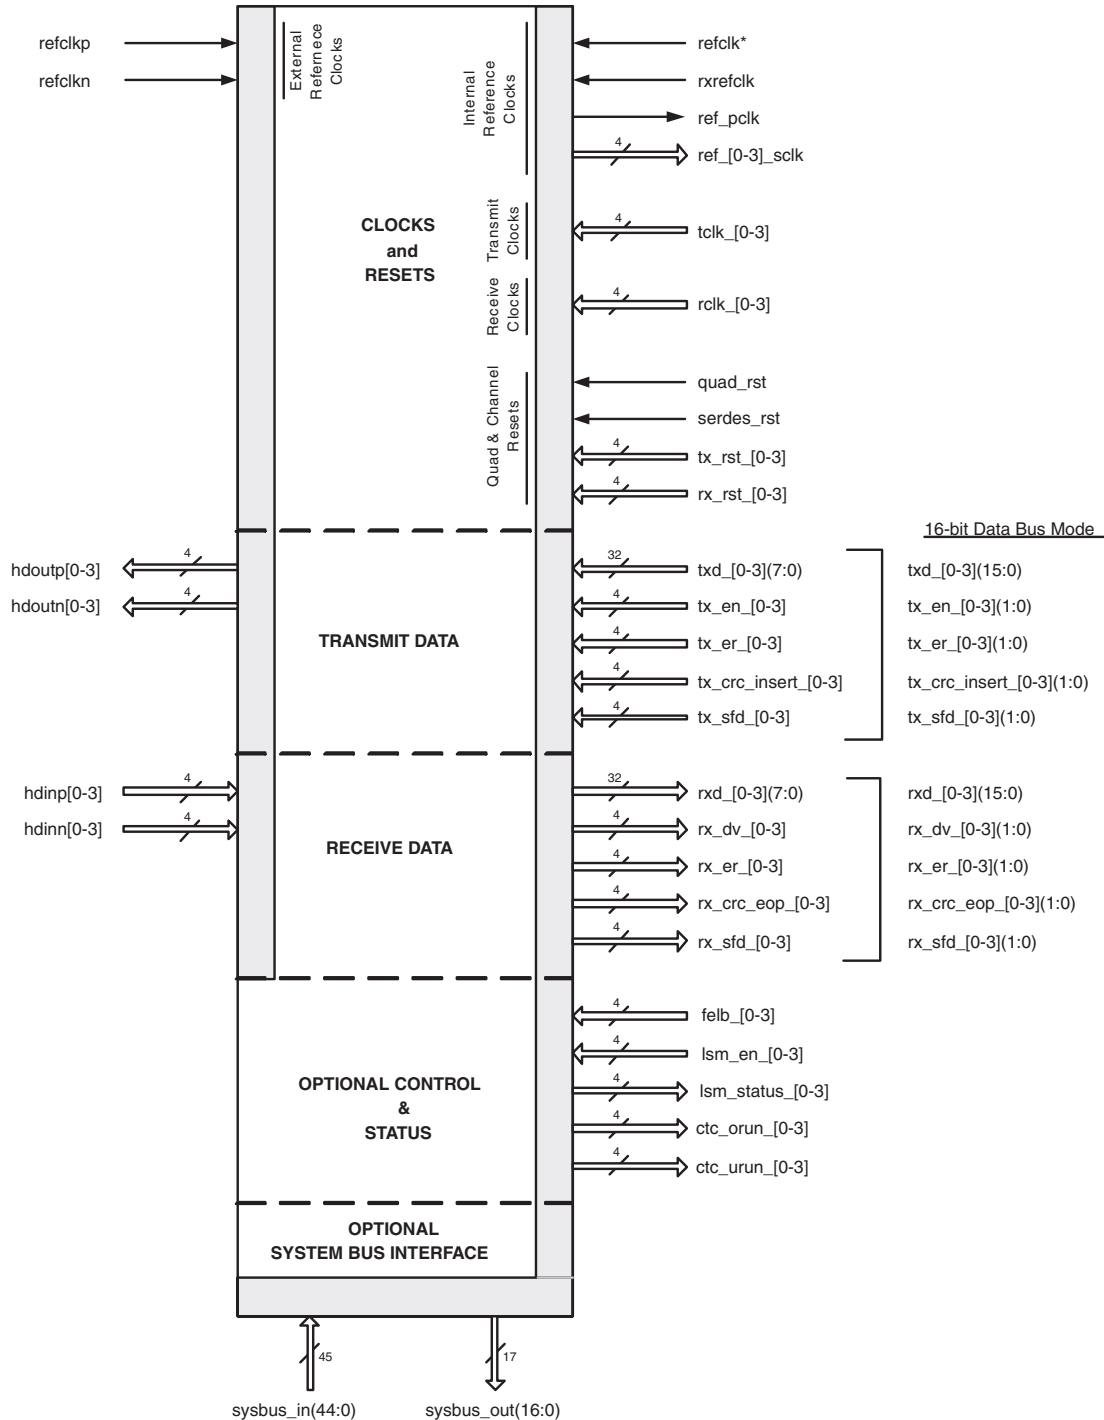 refclkp
refclkn
External
Refernece
Clocks
Internal
Reference
Clocks
refclk*
rxrefclk
ref_pclk
4
ref_[0-3]_sclk
CLOCKS
and
RESETS
Transmit
Clocks
4
tclk_[0-3]
Receive
Clocks
4
rclk_[0-3]
Quad & Channel
Resets
quad_rst
serdes_rst
4
tx_rst_[0-3]
4
rx_rst_[0-3]
16-bit Data Bus Mode
hdoutp[0-3]
4
hdoutn[0-3]
4
TRANSMIT DATA
32
txd_[0-3](7:0)
txd_[0-3](15:0)
4
tx_en_[0-3]
tx_en_[0-3](1:0)
4
tx_er_[0-3]
tx_er_[0-3](1:0)
4
tx_crc_insert_[0-3]
tx_crc_insert_[0-3](1:0)
4
tx_sfd_[0-3]
tx_sfd_[0-3](1:0)
hdinp[0-3]
4
hdinn[0-3]
4
RECEIVE DATA
32
rxd_[0-3](7:0)
rxd_[0-3](15:0)
4
rx_dv_[0-3]
rx_dv_[0-3](1:0)
4
rx_er_[0-3]
rx_er_[0-3](1:0)
4
rx_crc_eop_[0-3]
rx_crc_eop_[0-3](1:0)
4
rx_sfd_[0-3]
rx_sfd_[0-3](1:0)
OPTIONAL CONTROL
&
STATUS
4
felb_[0-3]
4
lsm_en_[0-3]
4
lsm_status_[0-3]
4
ctc_orun_[0-3]
4
ctc_urun_[0-3]
OPTIONAL
SYSTEM BUS INTERFACE
45
17
sysbus_in(44:0)
sysbus_out(16:0)